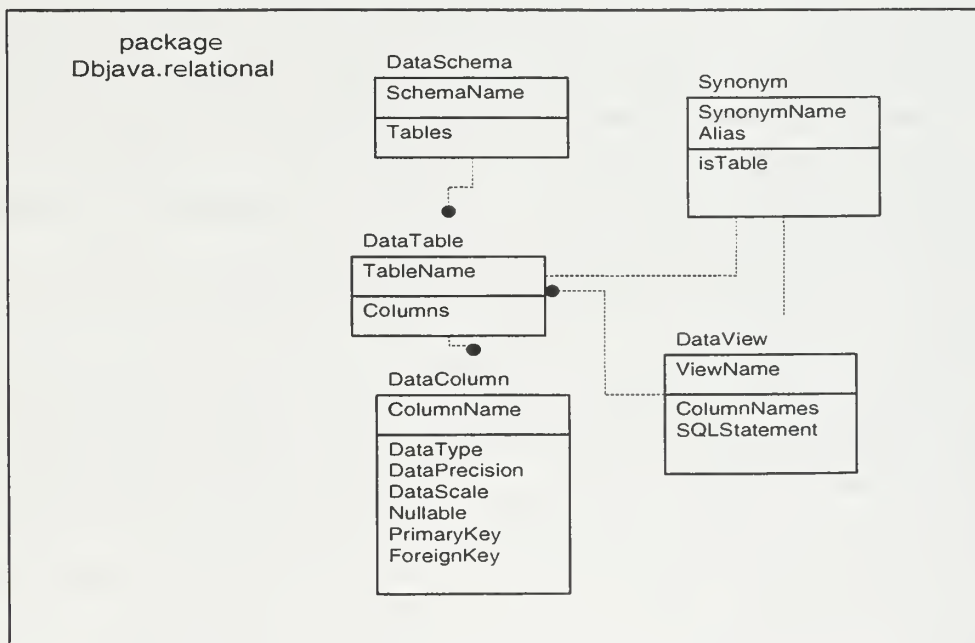 package
Dbjava.relational
DataSchema
SchemaName
Tables
Synonym
SynonymName
Alias
isTable
DataTable
TableName
Columns
DataColumn
ColumnName
DataType
DataPrecision
DataScale
Nullable
PrimaryKey
ForeignKey
DataView
ViewName
ColumnNames
SQLStatement